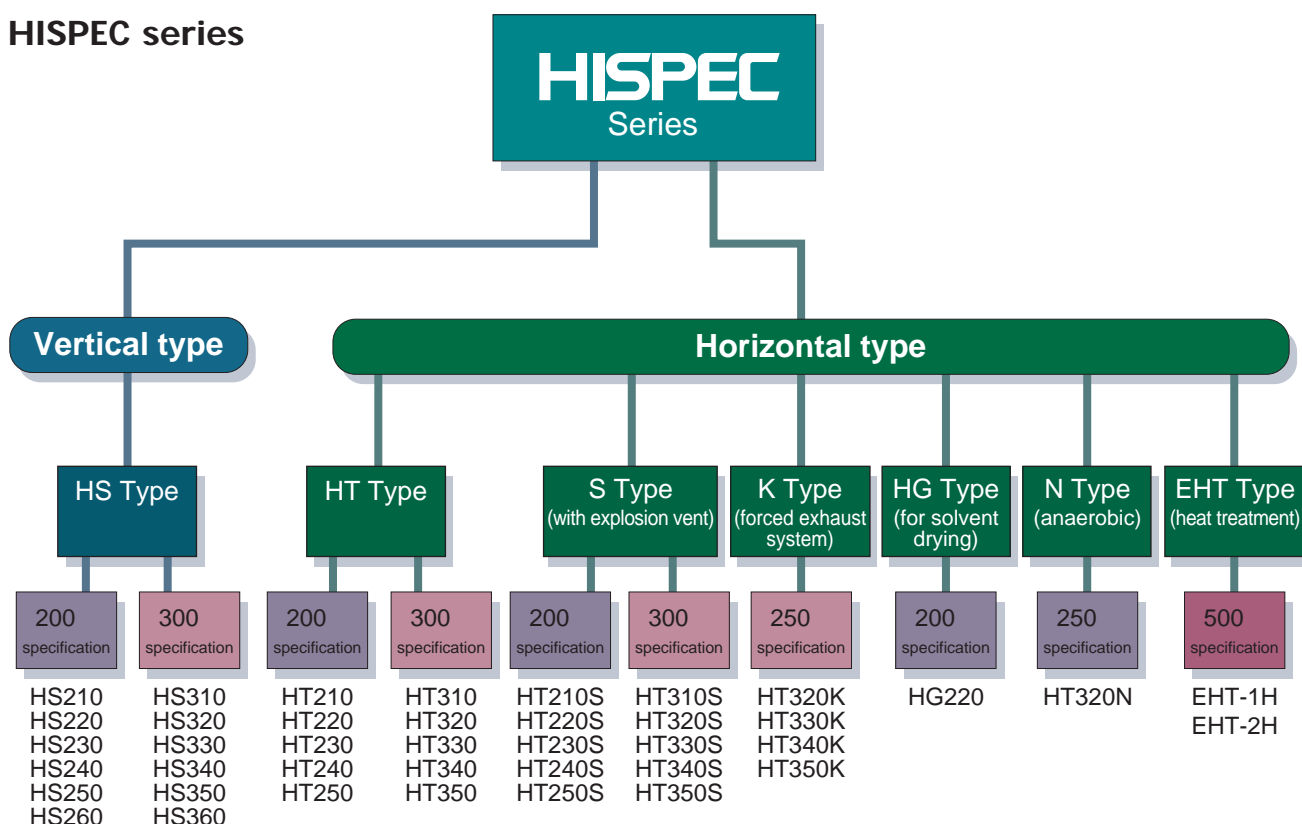 HISPEC series
HISPEC
Series
Vertical type
Horizontal type
HS Type
HT Type
S Type
(with explosion vent)
K Type
(forced exhaust
system)
HG Type
(for solvent
drying)
N Type
(anaerobic)
EHT Type
(heat treatment)
200
specification
300
specification
200
specification
300
specification
200
specification
300
specification
250
specification
200
specification
250
specification
500
specification
HS210
HS220
HS230
HS240
HS250
HS260
HS310
HS320
HS330
HS340
HS350
HS360
HT210
HT220
HT230
HT240
HT250
HT310
HT320
HT330
HT340
HT350
HT210S
HT220S
HT230S
HT240S
HT250S
HT310S
HT320S
HT330S
HT340S
HT350S
HT320K
HT330K
HT340K
HT350K
HG220
HT320N
EHT-1H
EHT-2H